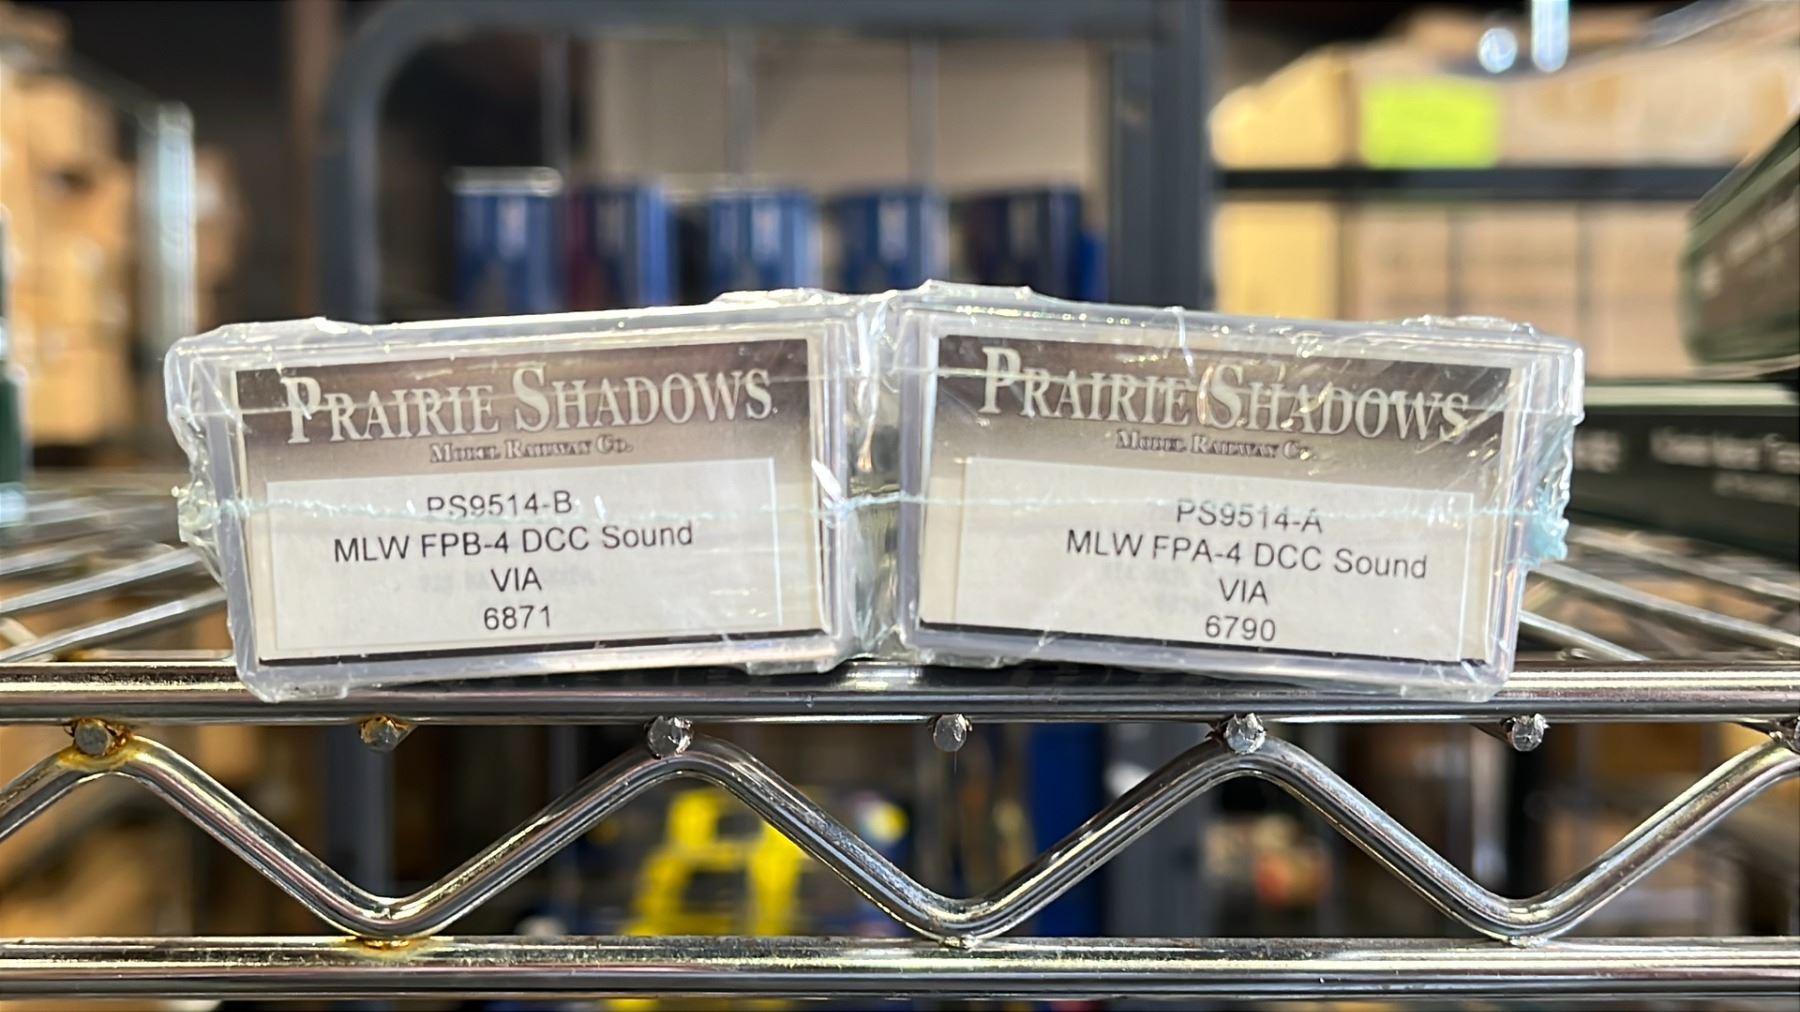 PRAIRIE SHADOWS
MODEL RAILWAY CO.
PS9514-B
MLW FPB-4 DCC Sound
VIA
6871
PRAIRIE SHADOWS
MODEL RAILWAY CO.
PS9514-A
MLW FPA-4 DCC Sound
VIA
6790